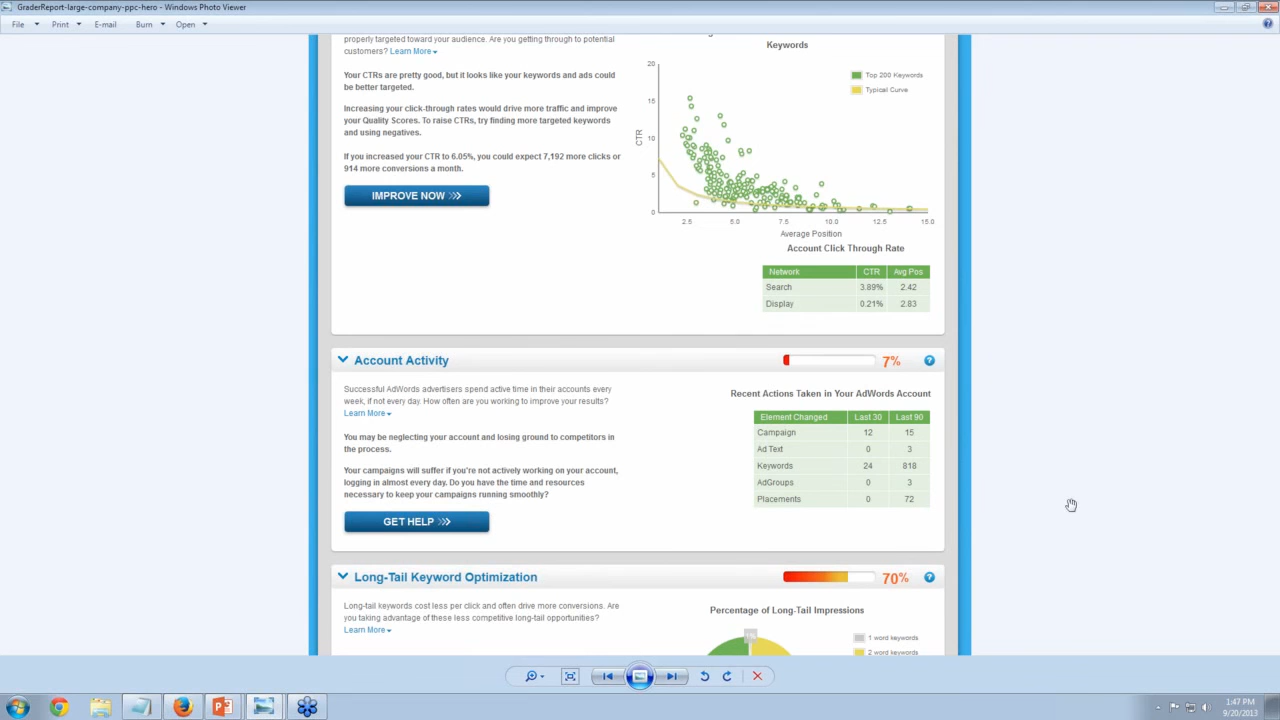 GraderReport-large-company-ppc-hero - Windows Photo Viewer
File Print E-mail Burn Open
properly targeted toward your audience. Are you getting through to potential
customers? Learn More
Your CTRs are pretty good, but it looks like your keywords and ads could
be better targeted.
Increasing your click-through rates would drive more traffic and improve
your Quality Scores. To raise CTRs, try finding more targeted keywords
and using negatives.
If you increased your CTR to 6.05%, you could expect 7,192 more clicks or
914 more conversions a month.
IMPROVE NOW
Keywords
20
15
10
5
0
CTR
Top 200 Keywords
Typical Curve
2.5 5.0 7.5 10.0 12.5 15.0
Average Position
Account Click Through Rate
Network CTR Avg Pos
Search 3.89% 2.42
Display 0.21% 2.83
Account Activity 7% ?
Successful AdWords advertisers spend active time in their accounts every
week, if not every day. How often are you working to improve your results?
Learn More
You may be neglecting your account and losing ground to competitors in
the process.
Your campaigns will suffer if you're not actively working on your account,
logging in almost every day. Do you have the time and resources
necessary to keep your campaigns running smoothly?
GET HELP
Recent Actions Taken in Your AdWords Account
Element Changed Last 30 Last 90
Campaign 12 15
Ad Text 0 3
Keywords 24 818
AdGroups 0 3
Placements 0 72
Long-Tail Keyword Optimization 70% ?
Long-tail keywords cost less per click and often drive more conversions. Are
you taking advantage of these less competitive long-tail opportunities?
Learn More
Percentage of Long-Tail Impressions
1 word keywords
2 word keywords
1:47 PM
9/20/2013